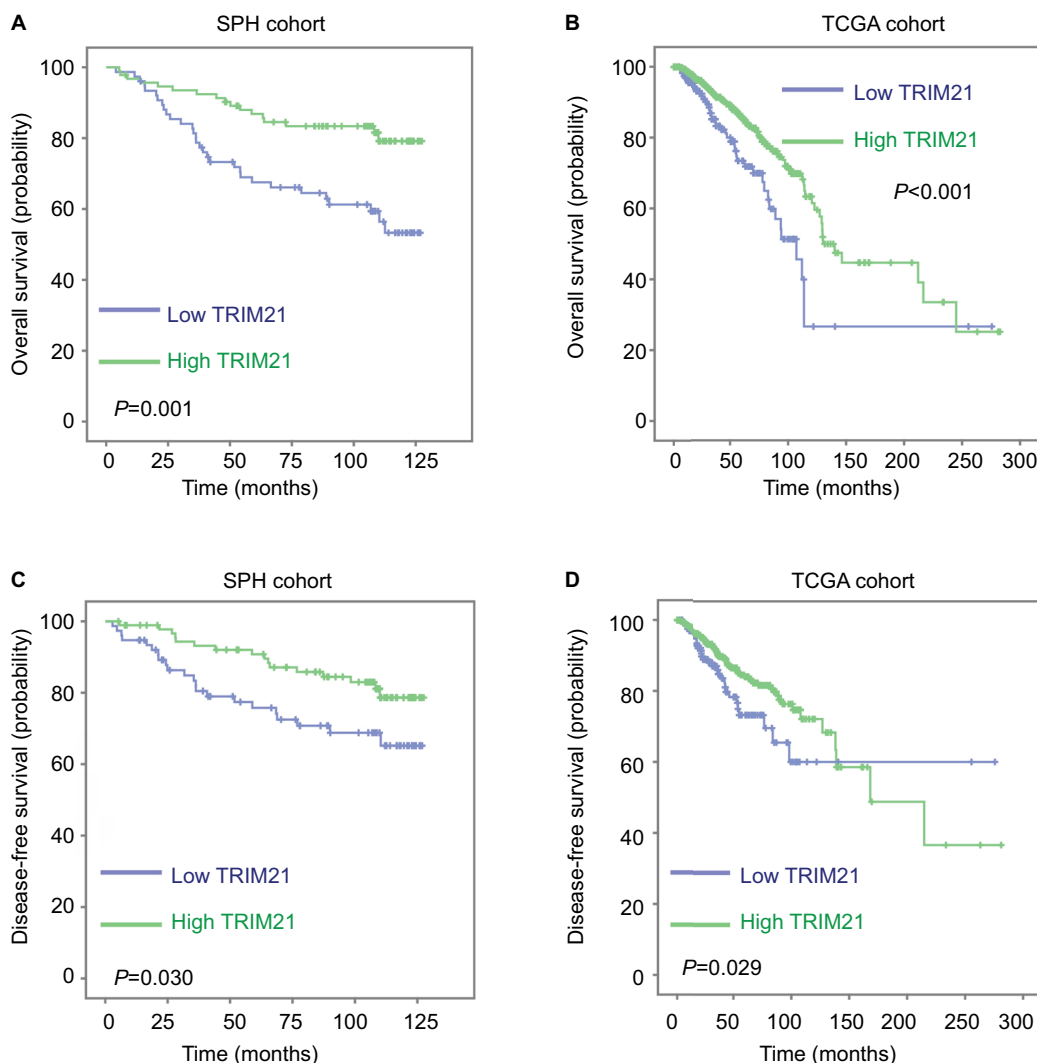 A
SPH cohort
Overall survival (probability)
100
80
60
40
20
0
Low TRIM21
High TRIM21
P=0.001
0 25 50 75 100 125
Time (months)
B
TCGA cohort
Overall survival (probability)
100
80
60
40
20
0
Low TRIM21
High TRIM21
P<0.001
0 50 100 150 200 250 300
Time (months)
C
SPH cohort
Disease-free survival (probability)
100
80
60
40
20
0
Low TRIM21
High TRIM21
P=0.030
0 25 50 75 100 125
Time (months)
D
TCGA cohort
Disease-free survival (probability)
100
80
60
40
20
0
Low TRIM21
High TRIM21
P=0.029
0 50 100 150 200 250 300
Time (months)